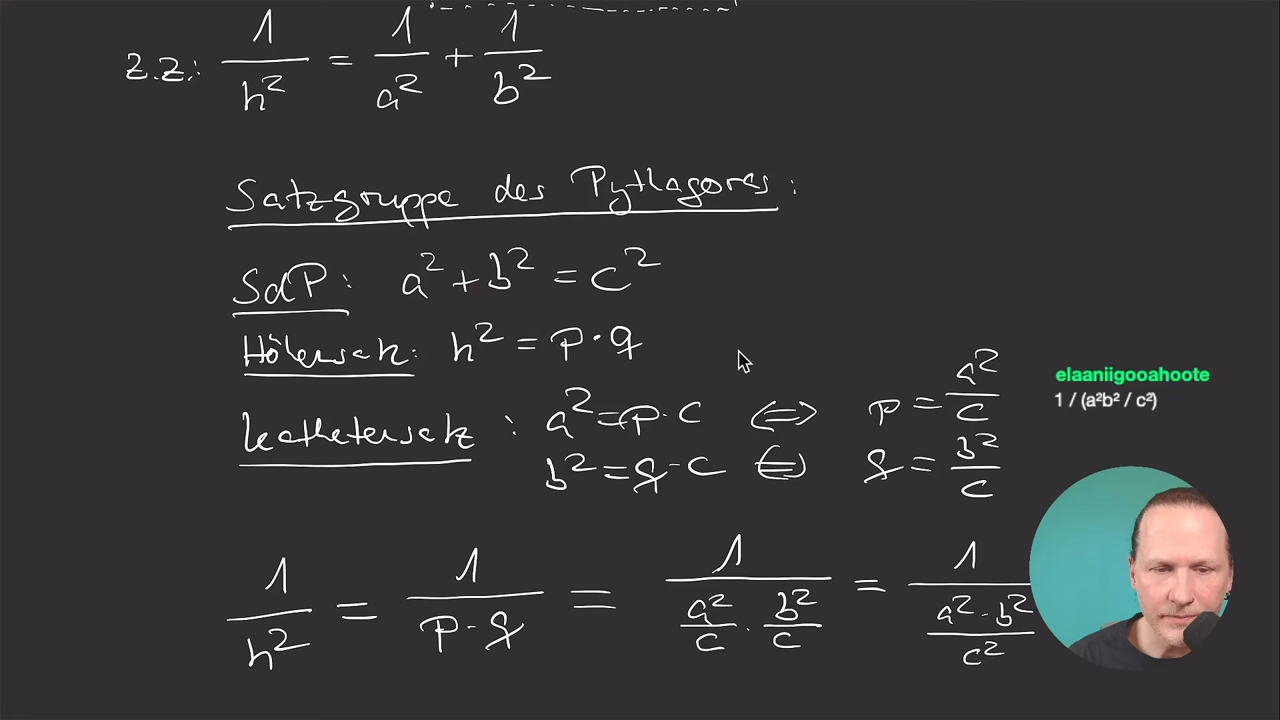 z.z.: 1/h² = 1/a² + 1/b²
Satzgruppe des Pythagoras:
SdP: a² + b² = c²
Höhensatz: h² = p · q
Kathetensatz: a² = p · c ⇔ p = a²/c
b² = q · c ⇔ q = b²/c
elaaniigooahoote
1 / (a²b² / c²)
1/h² = 1/(p · q) = 1/(a²/c · b²/c) = 1/((a² · b²)/c²)